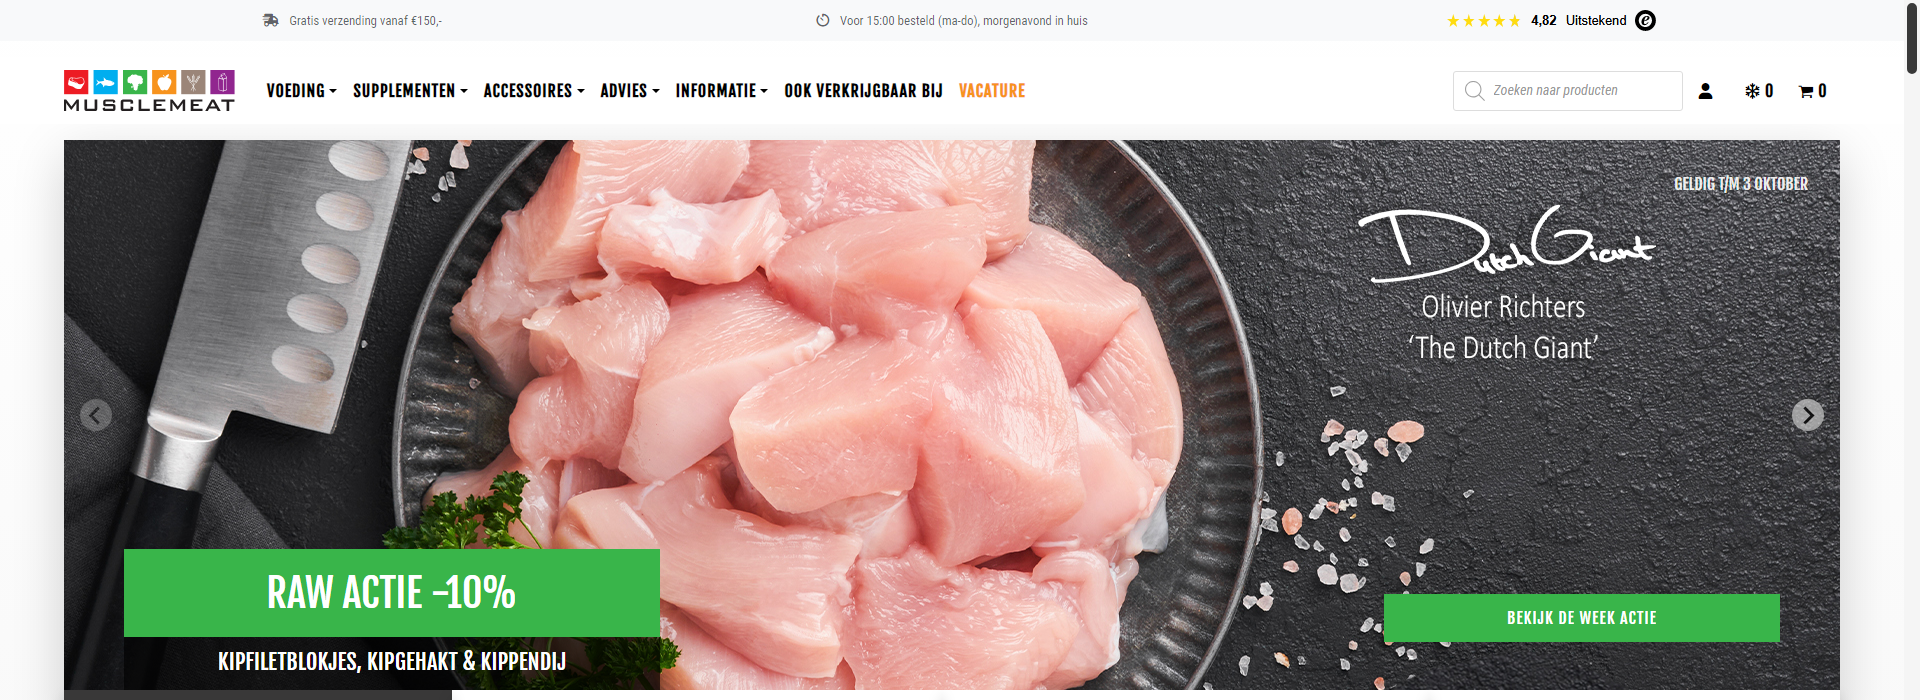 Gratis verzending vanaf €150,-
Voor 15:00 besteld (ma-do), morgenavond in huis
4,82 Uitstekend
MUSCLEMEAT
VOEDING SUPPLEMENTEN ACCESSOIRES ADVIES INFORMATIE OOK VERKRIJGBAAR BIJ VACATURE
Zoeken naar producten
0 0
GELDIG T/M 3 OKTOBER
Dutch Giant
Olivier Richters
‘The Dutch Giant’
RAW ACTIE -10%
KIPFILETBLOKJES, KIPGEHAKT & KIPPENDIJ
BEKIJK DE WEEK ACTIE